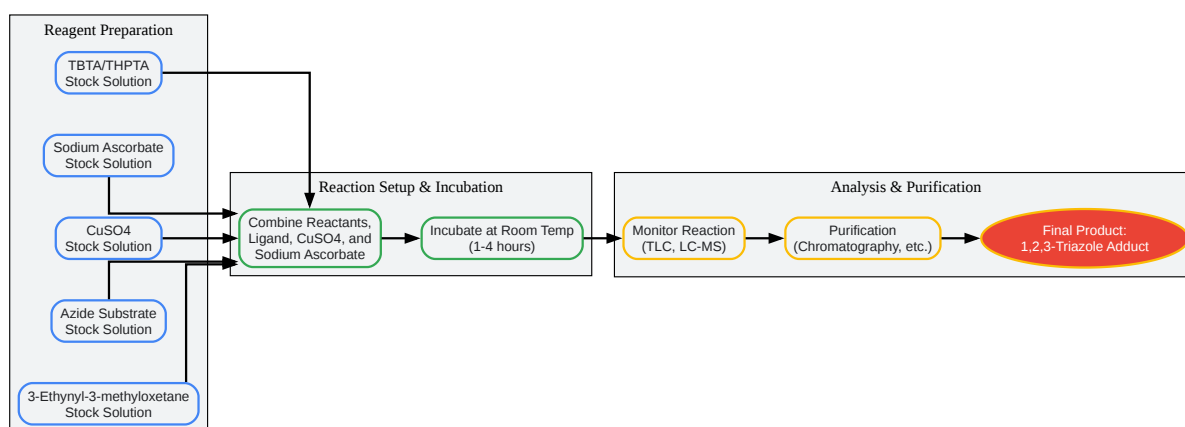 Reagent Preparation
TBTA/THPTA
Stock Solution
Sodium Ascorbate
Stock Solution
CuSO4
Stock Solution
Azide Substrate
Stock Solution
3-Ethynyl-3-methyloxetane
Stock Solution
Reaction Setup & Incubation
Combine Reactants,
Ligand, CuSO4, and
Sodium Ascorbate
Incubate at Room Temp
(1-4 hours)
Analysis & Purification
Monitor Reaction
(TLC, LC-MS)
Purification
(Chromatography, etc.)
Final Product:
1,2,3-Triazole Adduct